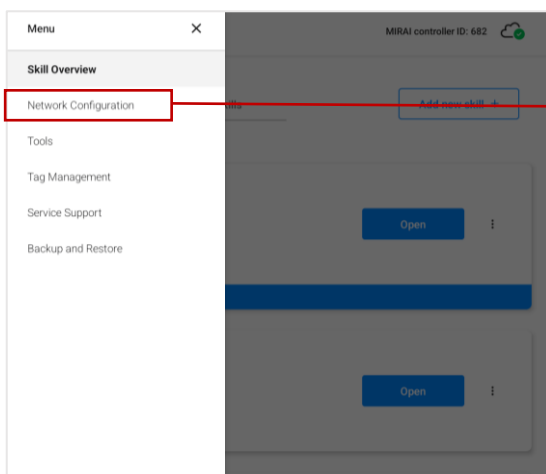 Menu ×
MIRAI controller ID: 682
Skill Overview
Network Configuration
Add new skill +
Tools
Tag Management
Service Support
Open
Backup and Restore
Open